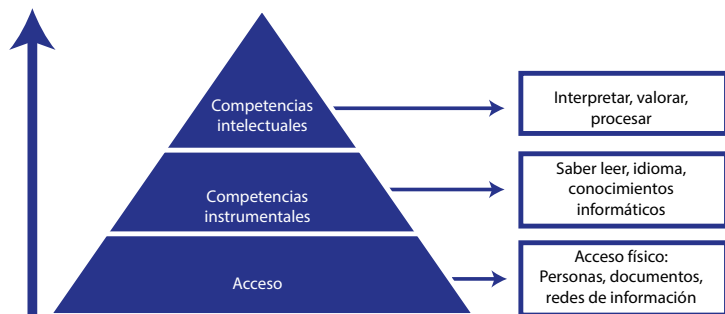 Competencias
intelectuales
Interpretar, valorar,
procesar
Competencias
instrumentales
Saber leer, idioma,
conocimientos
informáticos
Acceso
Acceso físico:
Personas, documentos,
redes de información